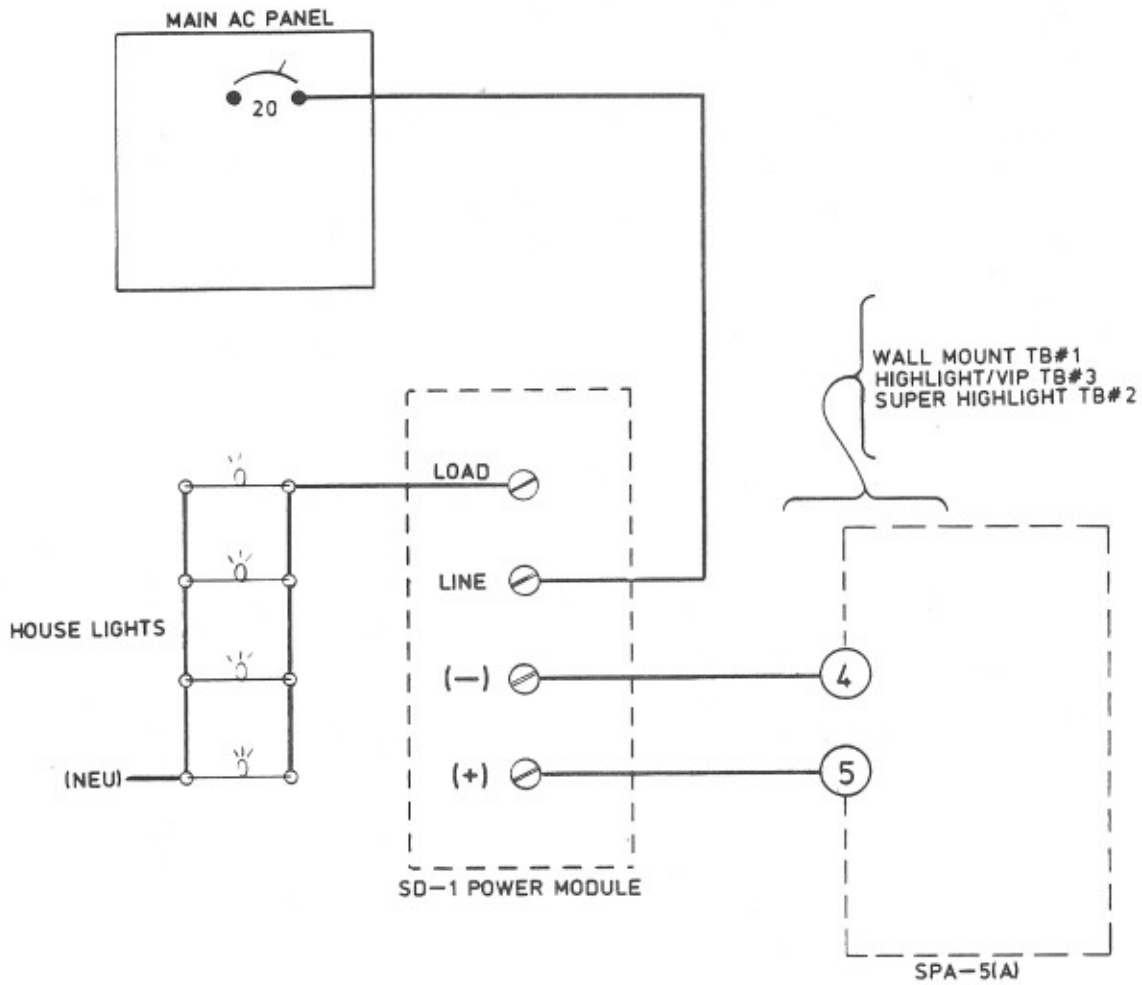 MAIN AC PANEL
20
WALL MOUNT TB#1
HIGHLIGHT/VIP TB#3
SUPER HIGHLIGHT TB#2
LOAD
LINE
HOUSE LIGHTS
(—)
4
(NEU)
(+)
5
SD—1 POWER MODULE
SPA—5(A)